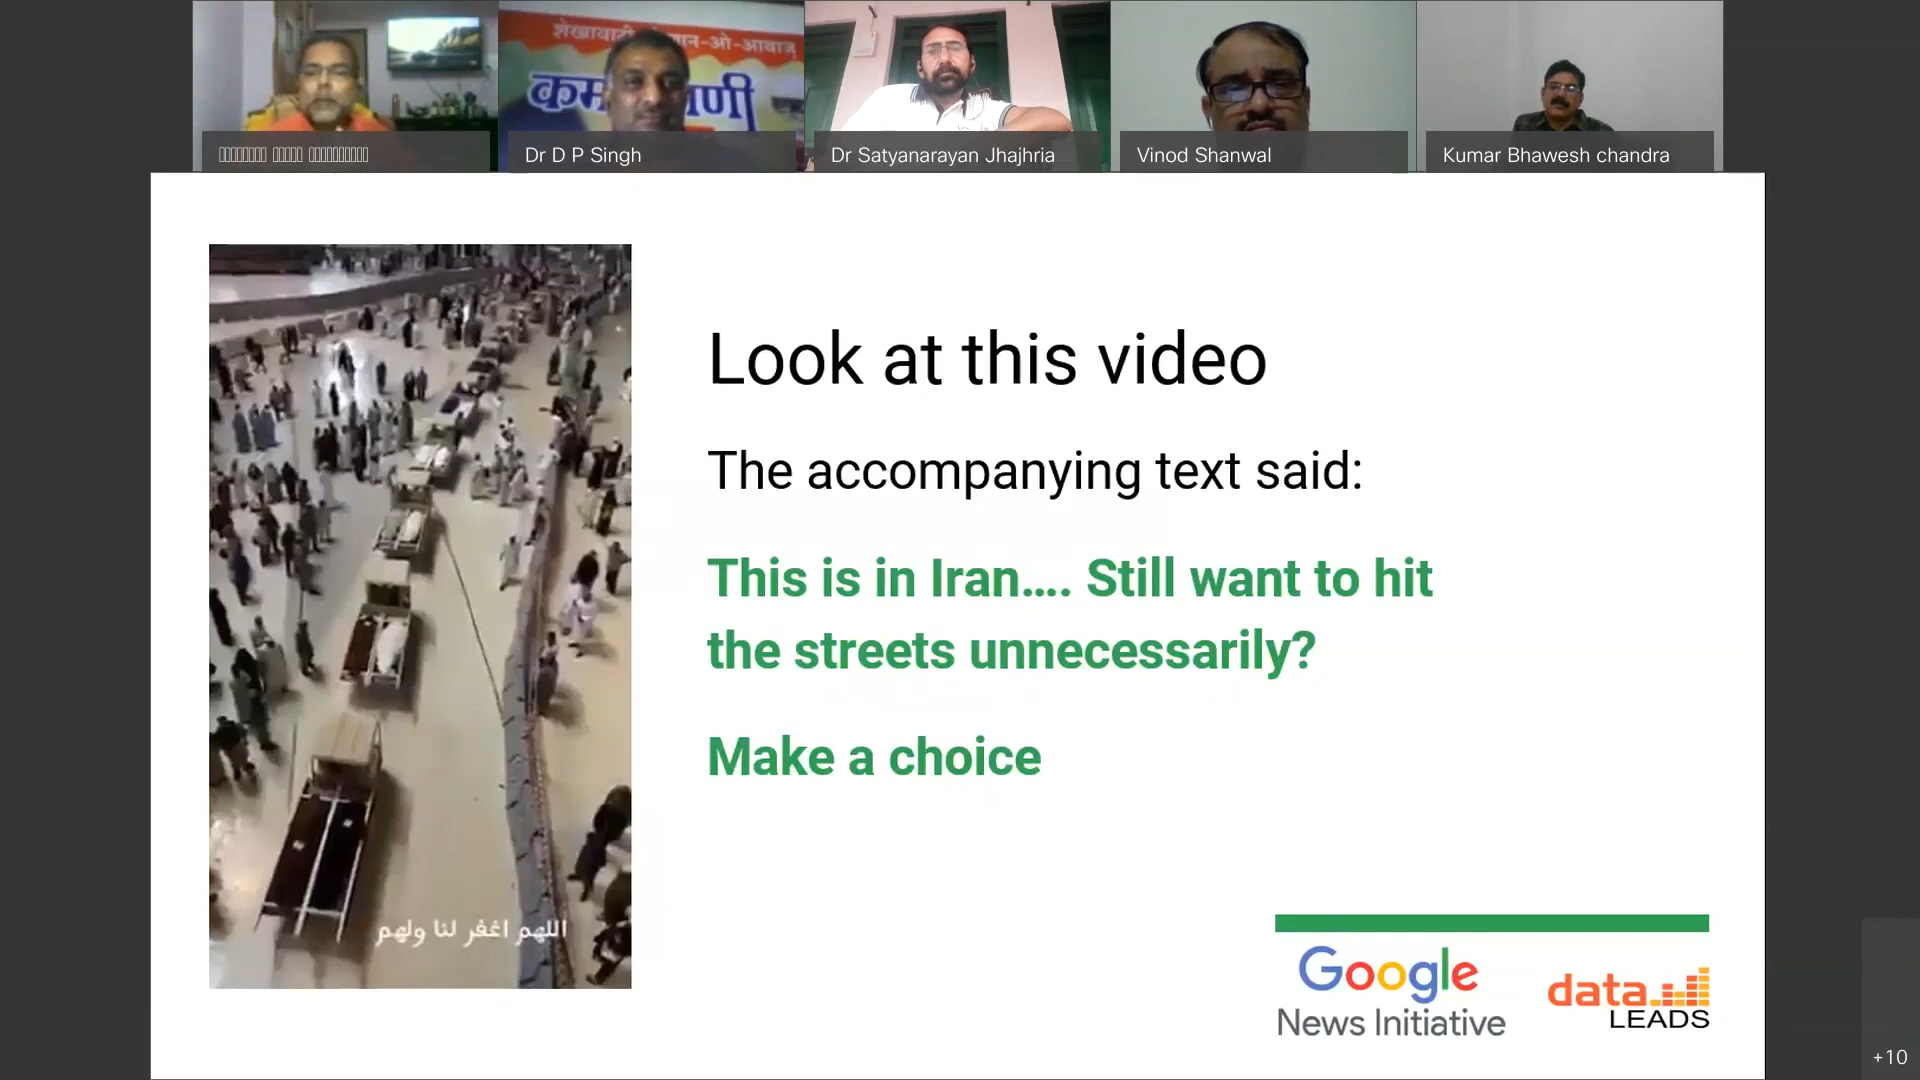 शेखावाटी
न-ओ-आवाज़
Dr D P Singh
Dr Satyanarayan Jhajhria
Vinod Shanwal
Kumar Bhawesh chandra
Look at this video
The accompanying text said:
This is in Iran.... Still want to hit
the streets unnecessarily?
Make a choice
اللهم اغفر لنا ولهم
Google
News Initiative
data
LEADS
+10